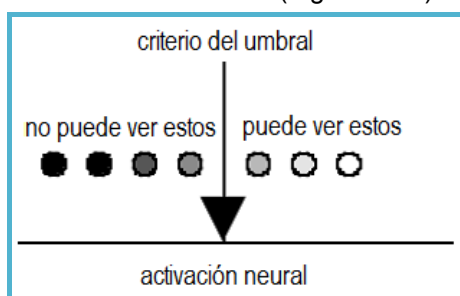 criterio del umbral
no puede ver estos
puede ver estos
activación neural